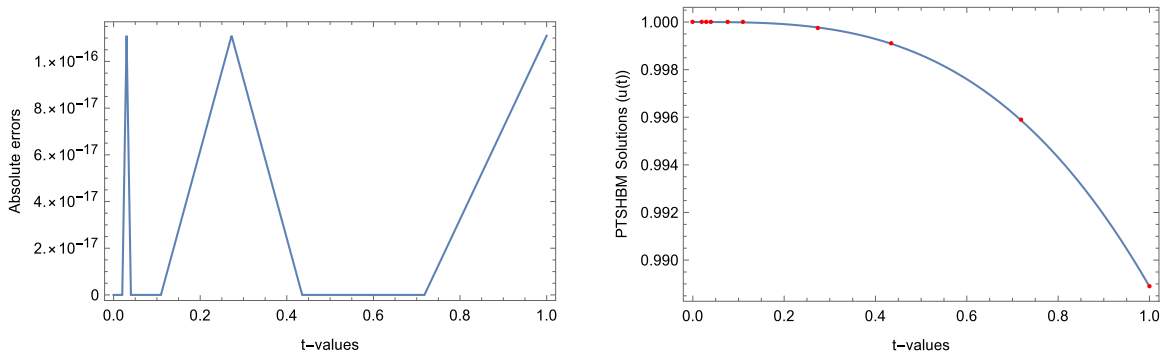 Absolute errors
1.×10⁻¹⁶
8.×10⁻¹⁷
6.×10⁻¹⁷
4.×10⁻¹⁷
2.×10⁻¹⁷
0
0.0 0.2 0.4 0.6 0.8 1.0
t−values
PTSHBM Solutions (u(t))
1.000
0.998
0.996
0.994
0.992
0.990
0.0 0.2 0.4 0.6 0.8 1.0
t−values